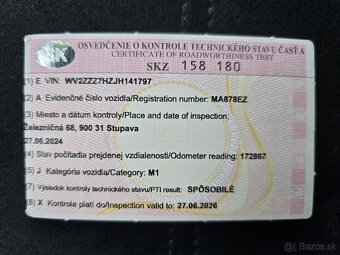 OSVEDČENIE O KONTROLE TECHNICKÉHO STAVU ČASŤ A
CERTIFICATE OF ROADWORTHINESS TEST
SKZ 158 180
(1) E VIN: WV2ZZZ7HZJH141797
(2) A Evidenčné číslo vozidla/Registration number: MA878EZ
(3) Miesto a dátum kontroly/Place and date of inspection:
Železničná 68, 900 31 Stupava
27.06.2024
(4) Stav počítadla prejdenej vzdialenosti/Odometer reading: 172867
(5) J Kategória vozidla/Category: M1
(7) Výsledok kontroly technického stavu/PTI result: SPÔSOBILÉ
(8) X Kontrola platí do/Inspection valid to: 27.06.2026
Bazoš.sk